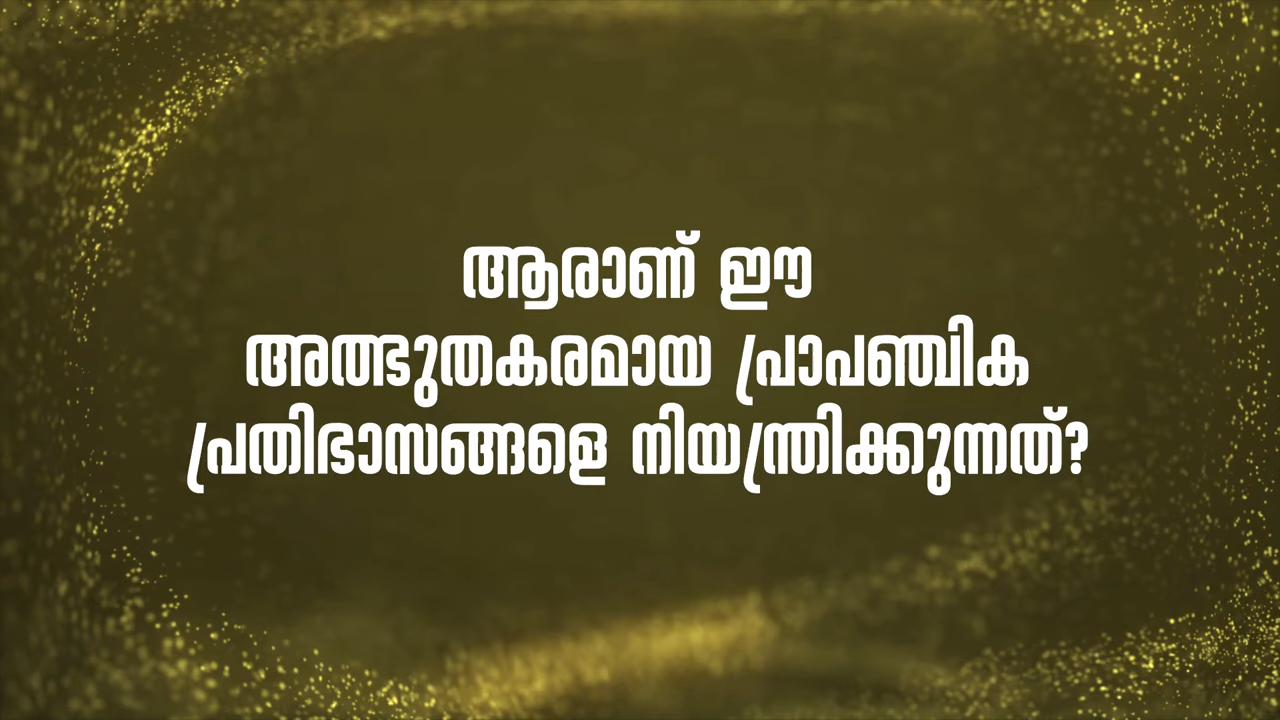 ആരാണ് ഈ
അത്ഭുതകരമായ പ്രാപഞ്ചിക
പ്രതിഭാസങ്ങളെ നിയന്ത്രിക്കുന്നത്?